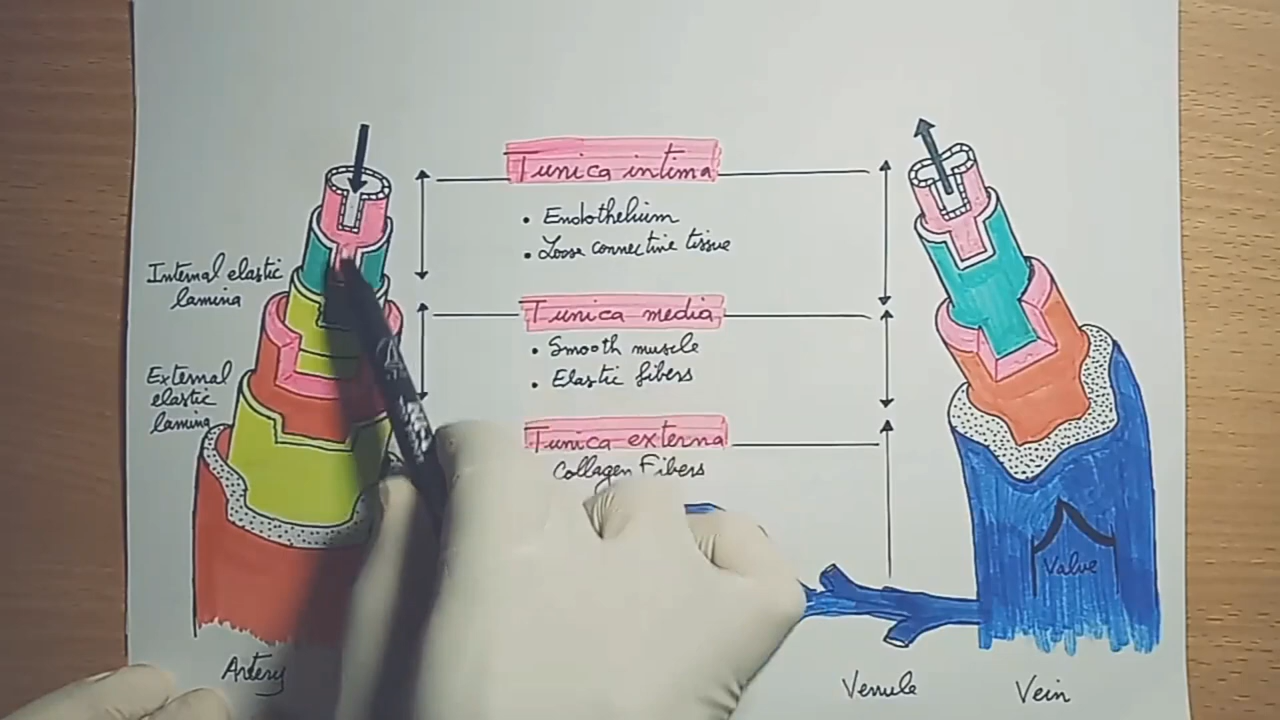 Tunica intima
• Endothelium
• Loose connective tissue
Internal elastic
lamina
Tunica media
• Smooth muscle
• Elastic fibers
External
elastic
lamina
Tunica externa
Collagen Fibers
Valve
Artery
Venule
Vein